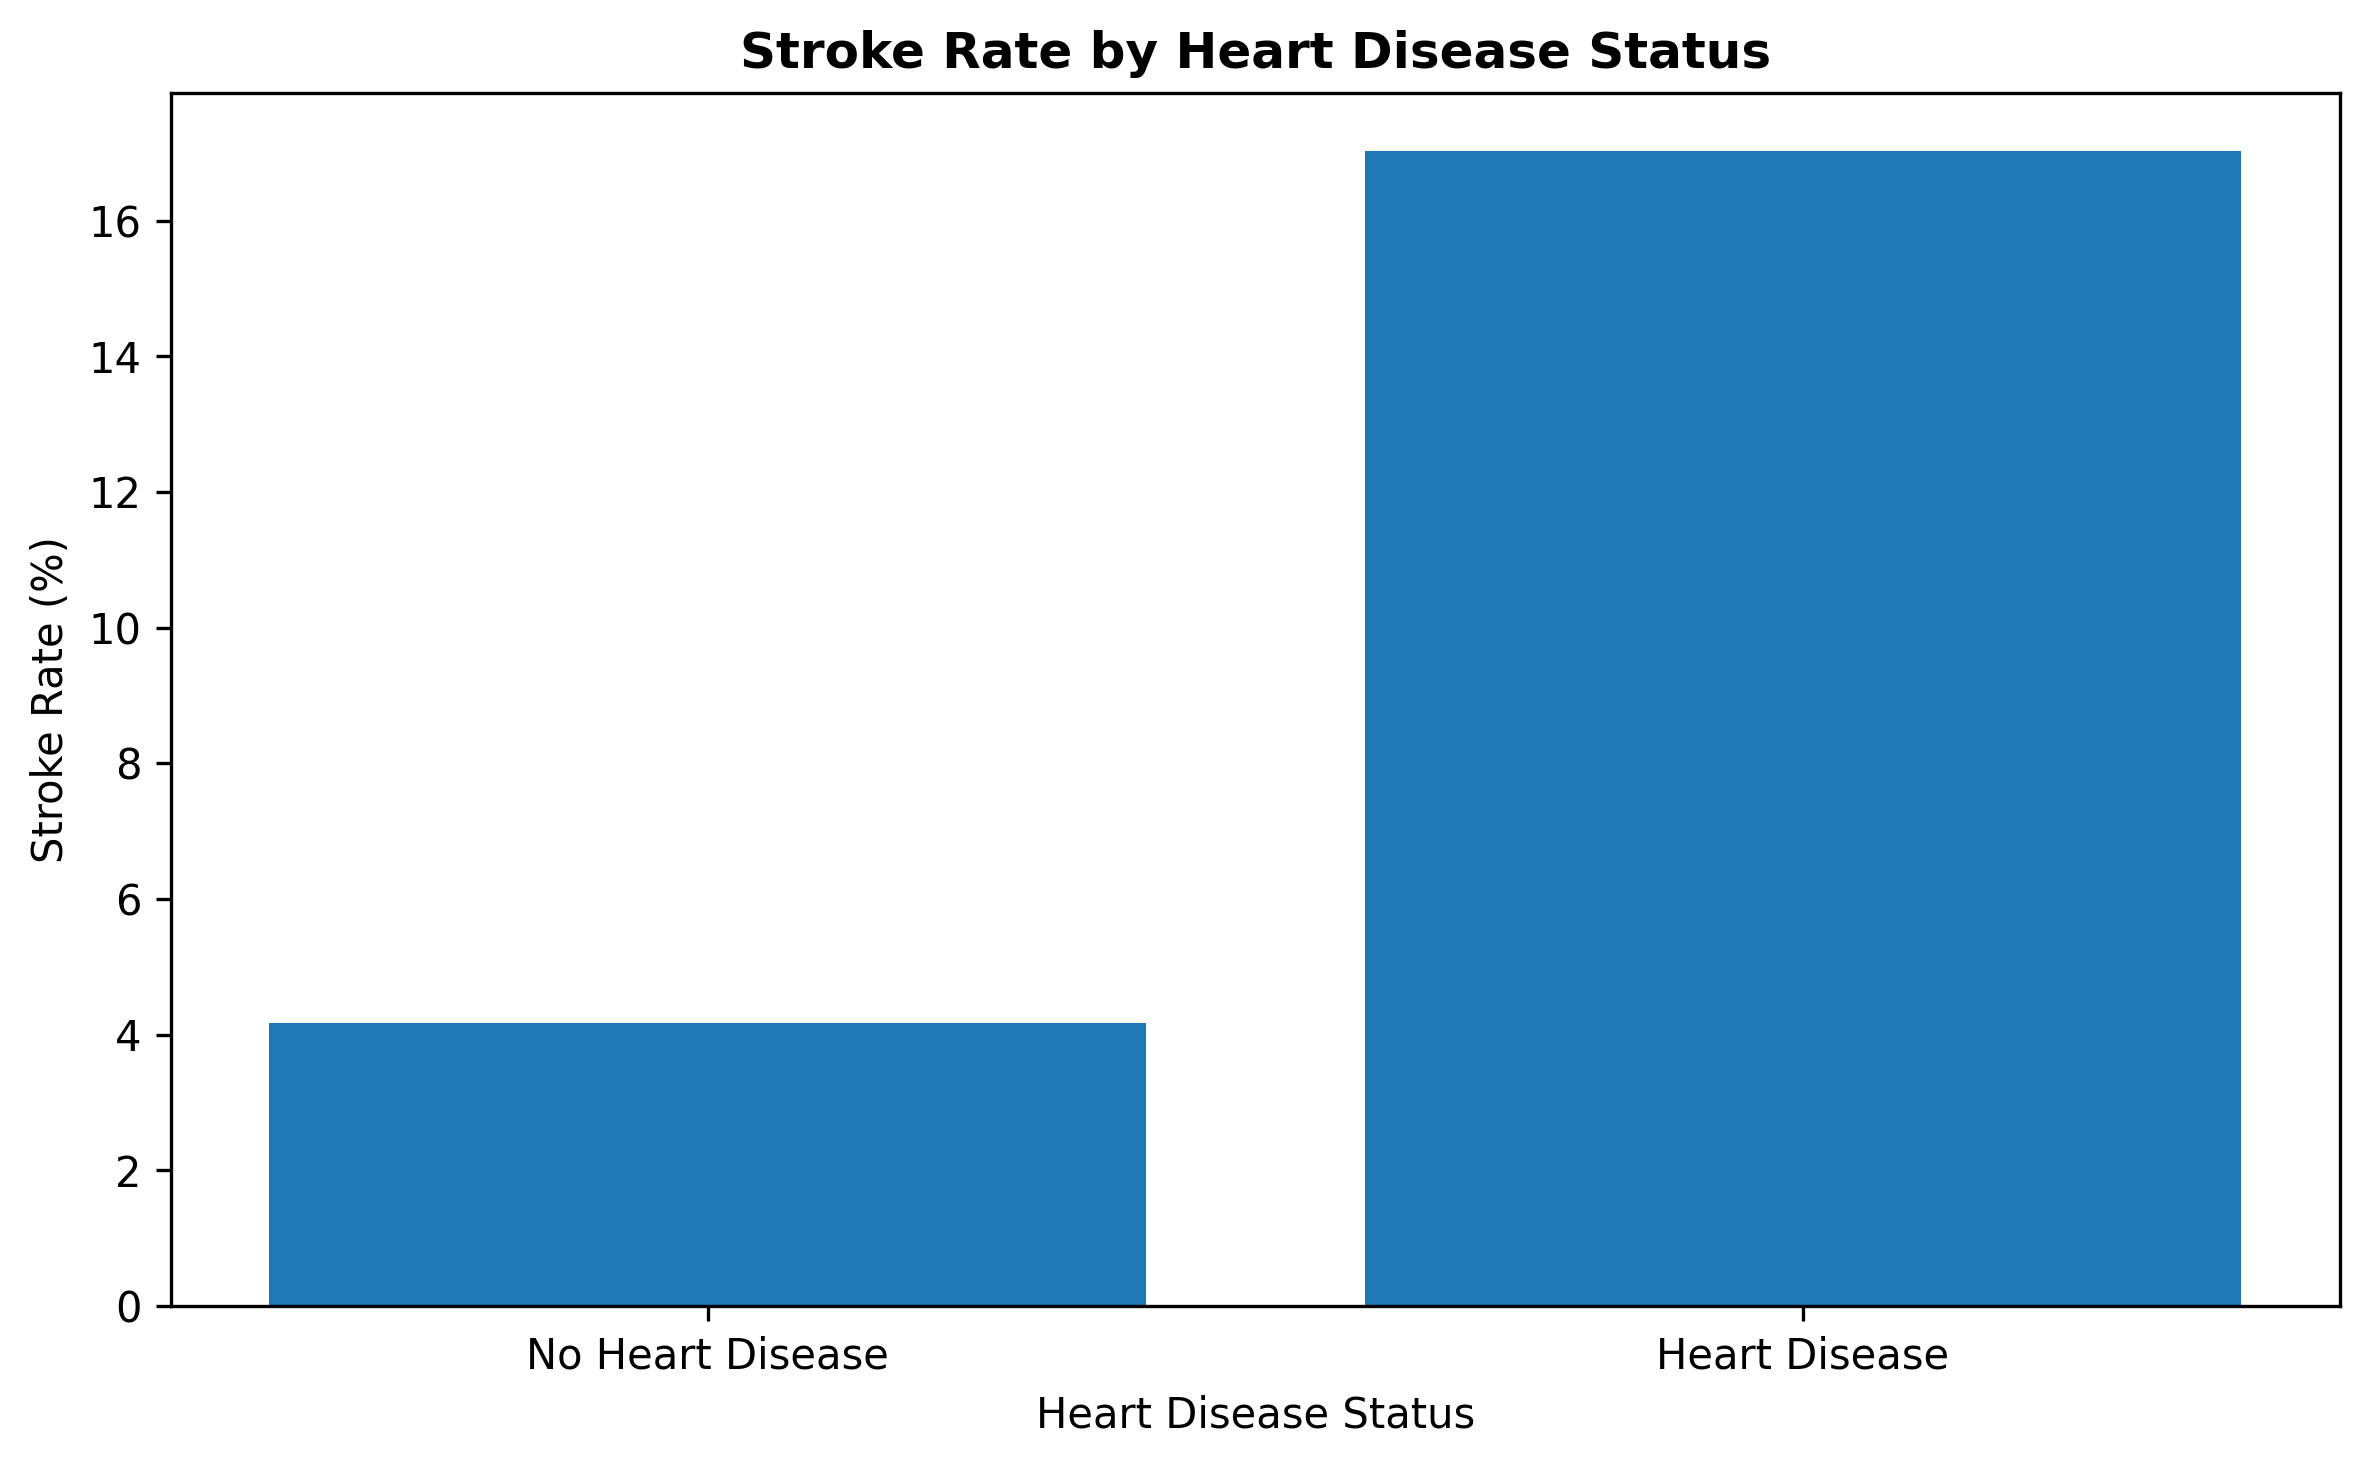 Stroke Rate by Heart Disease Status
Stroke Rate (%)
16
14
12
10
8
6
4
2
0
No Heart Disease
Heart Disease
Heart Disease Status